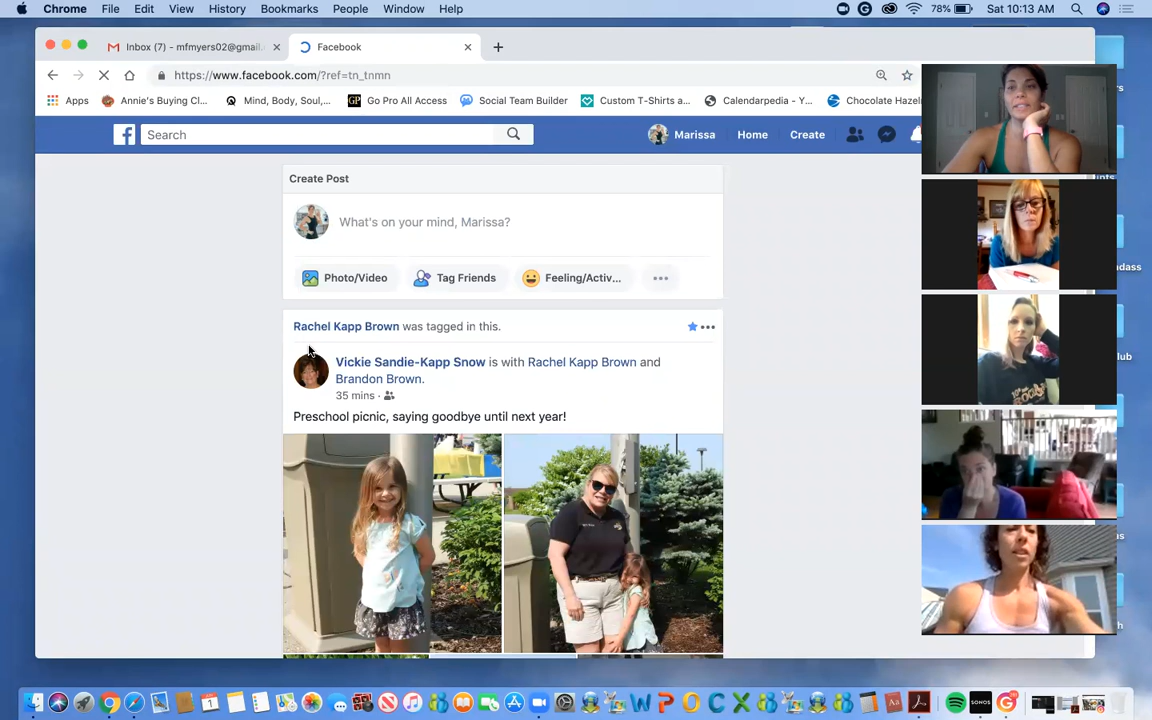 Chrome File Edit View History Bookmarks People Window Help 78% Sat 10:13 AM
Inbox (7) - mfmyers02@gmail. Facebook
https://www.facebook.com/?ref=tn_tnmn
Apps Annie's Buying Cl... Mind, Body, Soul,... Go Pro All Access Social Team Builder Custom T-Shirts a... Calendarpedia - Y... Chocolate Hazeln
Search Marissa Home Create
Create Post
What's on your mind, Marissa?
Photo/Video Tag Friends Feeling/Activ...
Rachel Kapp Brown was tagged in this.
Vickie Sandie-Kapp Snow is with Rachel Kapp Brown and
Brandon Brown.
35 mins ·
Preschool picnic, saying goodbye until next year!